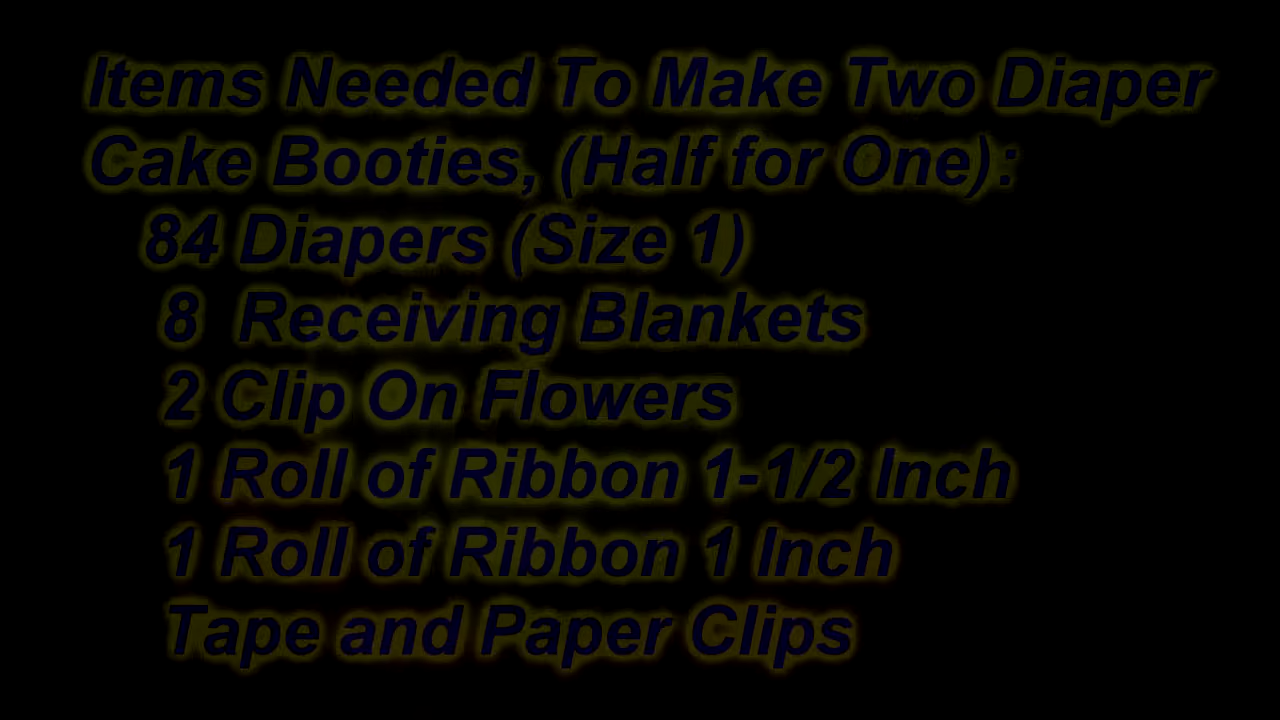 Items Needed To Make Two Diaper
Cake Booties, (Half for One):
84 Diapers (Size 1)
8 Receiving Blankets
2 Clip On Flowers
1 Roll of Ribbon 1-1/2 Inch
1 Roll of Ribbon 1 Inch
Tape and Paper Clips